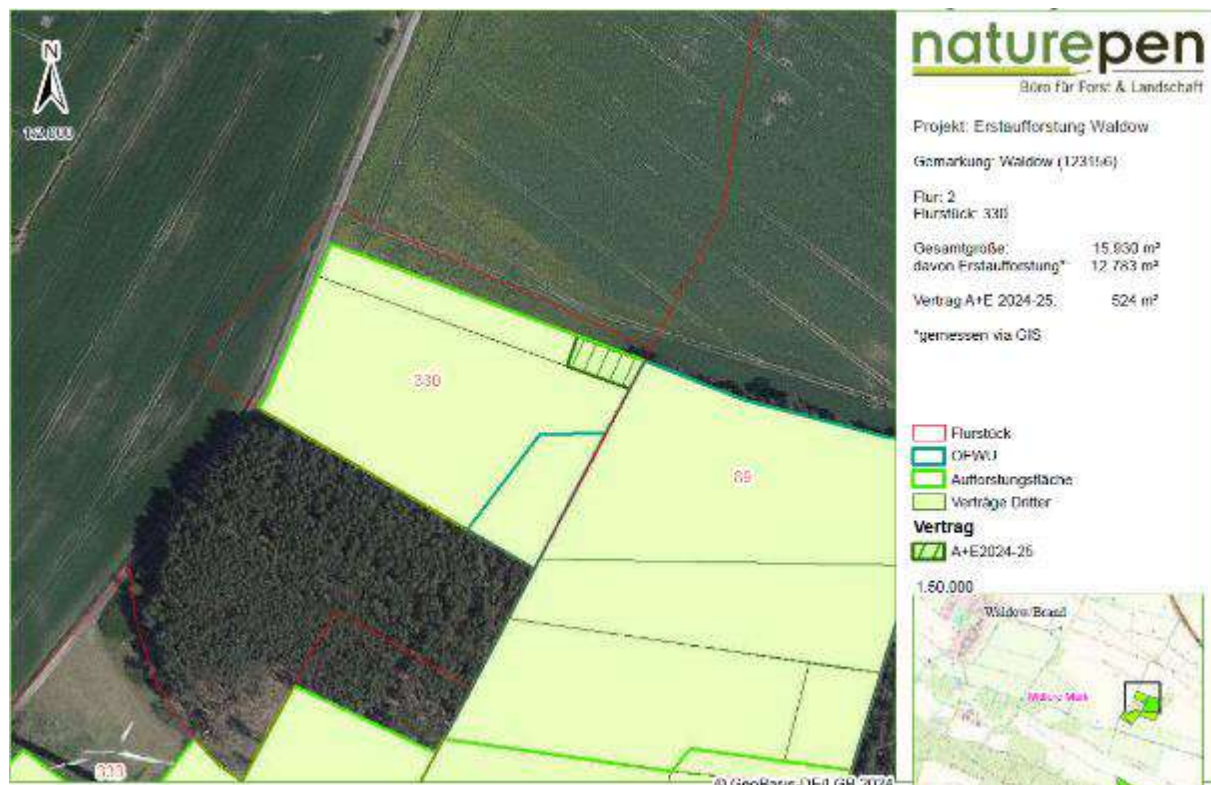 N
1:2.000
330
89
333
© GeoBasis-DE/LGB 2024
naturepen
Büro für Forst & Landschaft
Projekt: Erstaufforstung Waldow
Gemarkung: Waldow (123156)
Flur: 2
Flurstück: 330
Gesamtgröße: 15.930 m²
davon Erstaufforstung*: 12.783 m²
Vertrag A+E 2024-25: 524 m²
*gemessen via GIS
Flurstück
Aufforstungsfläche
Verträge Dritter
Vertrag
A+E2024-25
1:50.000
Waldow/Brand
Mittlere Mark